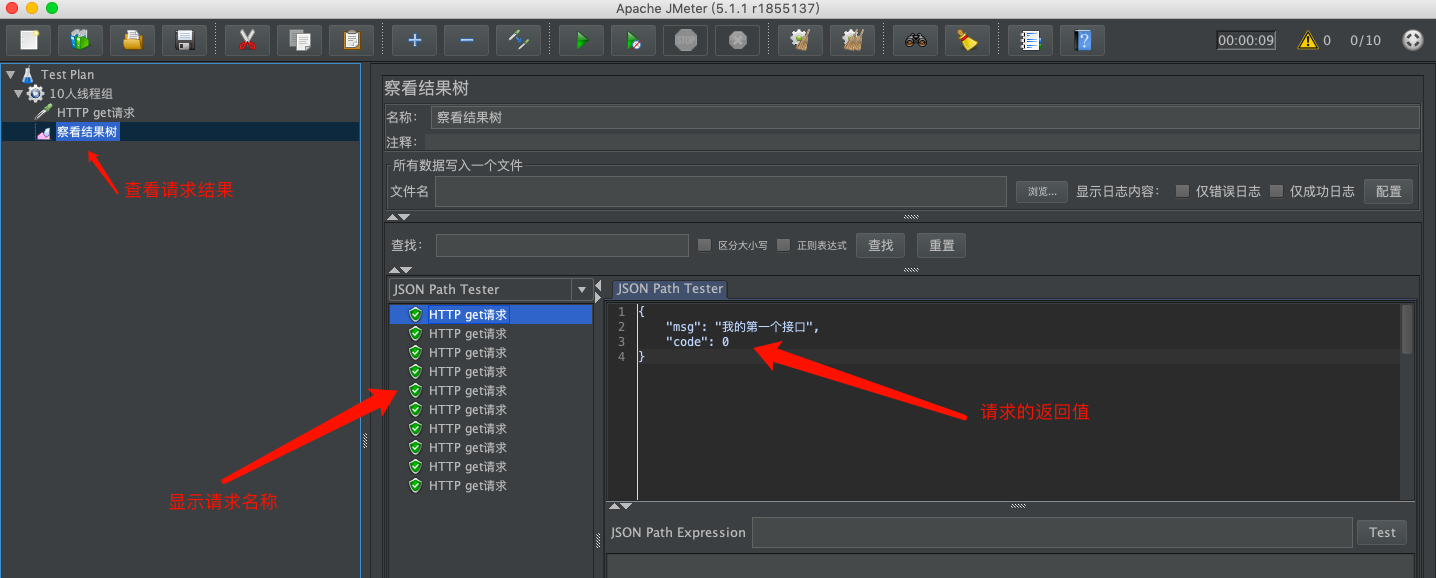 Apache JMeter (5.1.1 r1855137)
STOP
00:00:09
0
0/10
Test Plan
10人线程组
HTTP get请求
察看结果树
查看请求结果
察看结果树
名称：
察看结果树
注释：
所有数据写入一个文件
文件名
浏览...
显示日志内容：
仅错误日志
仅成功日志
配置
查找：
区分大小写
正则表达式
查找
重置
JSON Path Tester
HTTP get请求
HTTP get请求
HTTP get请求
HTTP get请求
HTTP get请求
HTTP get请求
HTTP get请求
HTTP get请求
HTTP get请求
HTTP get请求
显示请求名称
JSON Path Tester
1 {
2 "msg": "我的第一个接口",
3 "code": 0
4 }
请求的返回值
JSON Path Expression
Test